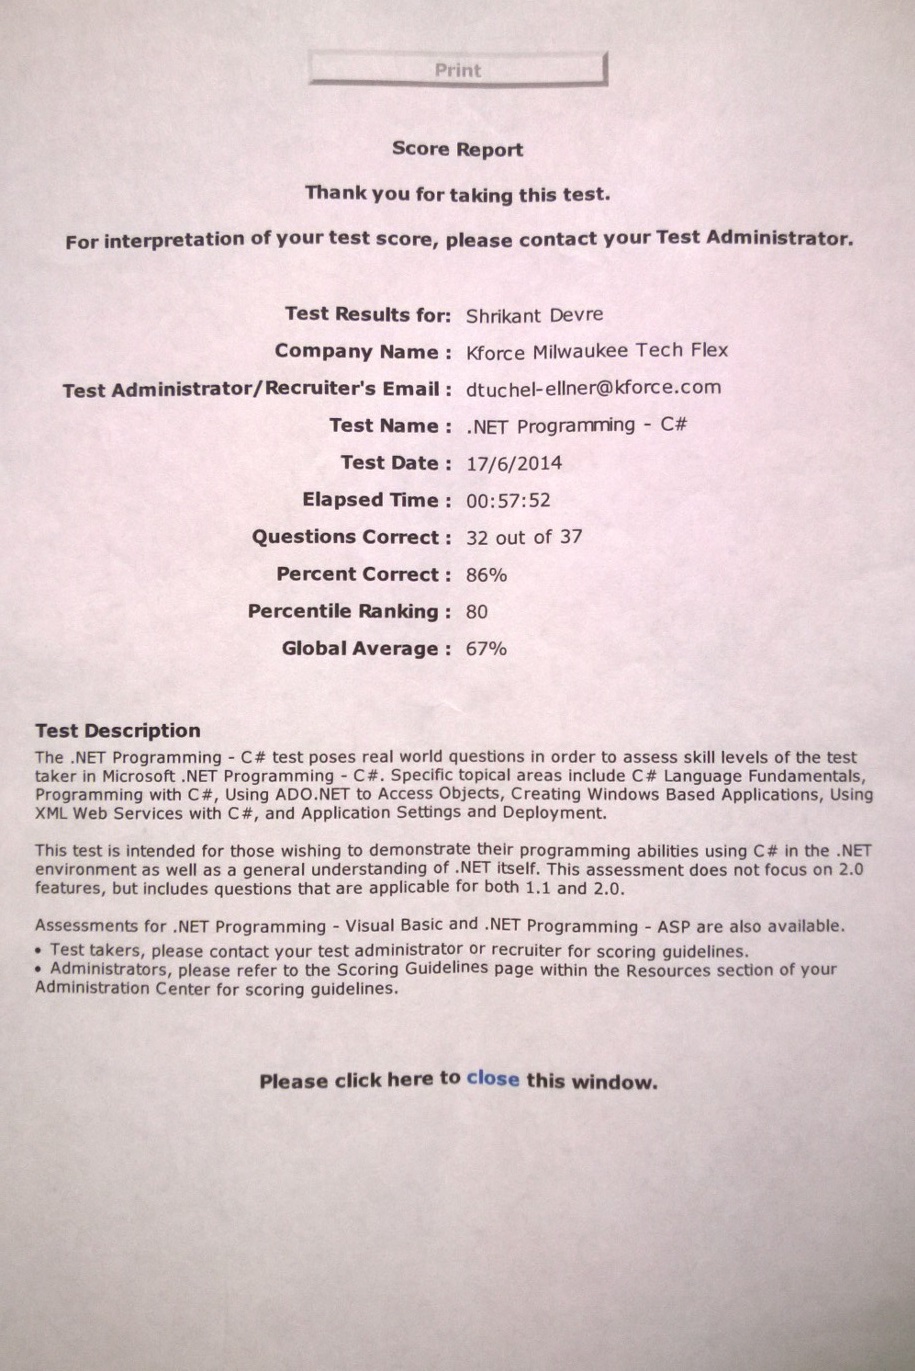 Print
Score Report
Thank you for taking this test.
For interpretation of your test score, please contact your Test Administrator.
Test Results for: Shrikant Devre
Company Name : Kforce Milwaukee Tech Flex
Test Administrator/Recruiter's Email : dtuchel-ellner@kforce.com
Test Name : .NET Programming - C#
Test Date : 17/6/2014
Elapsed Time : 00:57:52
Questions Correct : 32 out of 37
Percent Correct : 86%
Percentile Ranking : 80
Global Average : 67%
Test Description
The .NET Programming - C# test poses real world questions in order to assess skill levels of the test
taker in Microsoft .NET Programming - C#. Specific topical areas include C# Language Fundamentals,
Programming with C#, Using ADO.NET to Access Objects, Creating Windows Based Applications, Using
XML Web Services with C#, and Application Settings and Deployment.
This test is intended for those wishing to demonstrate their programming abilities using C# in the .NET
environment as well as a general understanding of .NET itself. This assessment does not focus on 2.0
features, but includes questions that are applicable for both 1.1 and 2.0.
Assessments for .NET Programming - Visual Basic and .NET Programming - ASP are also available.
• Test takers, please contact your test administrator or recruiter for scoring guidelines.
• Administrators, please refer to the Scoring Guidelines page within the Resources section of your
Administration Center for scoring guidelines.
Please click here to close this window.